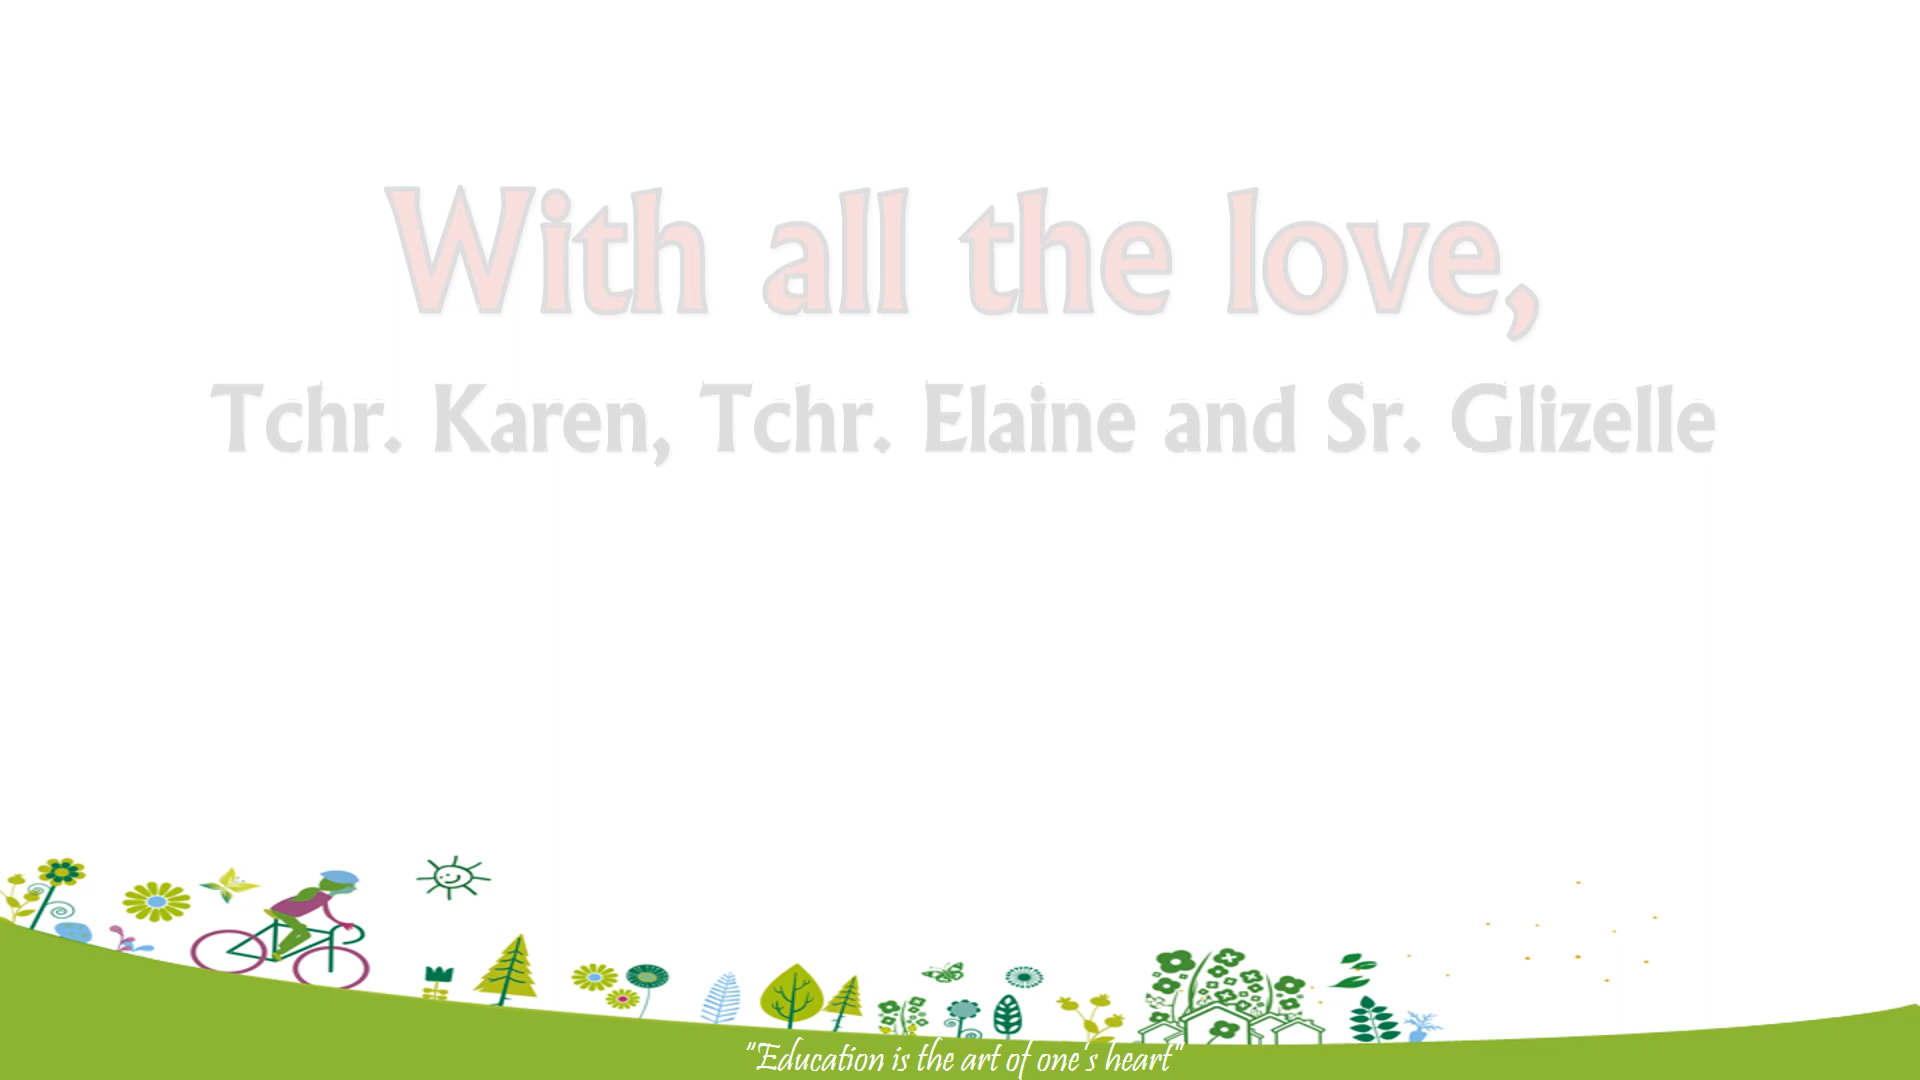 With all the love,
Tchr. Karen, Tchr. Elaine and Sr. Glizelle
"Education is the art of one's heart"